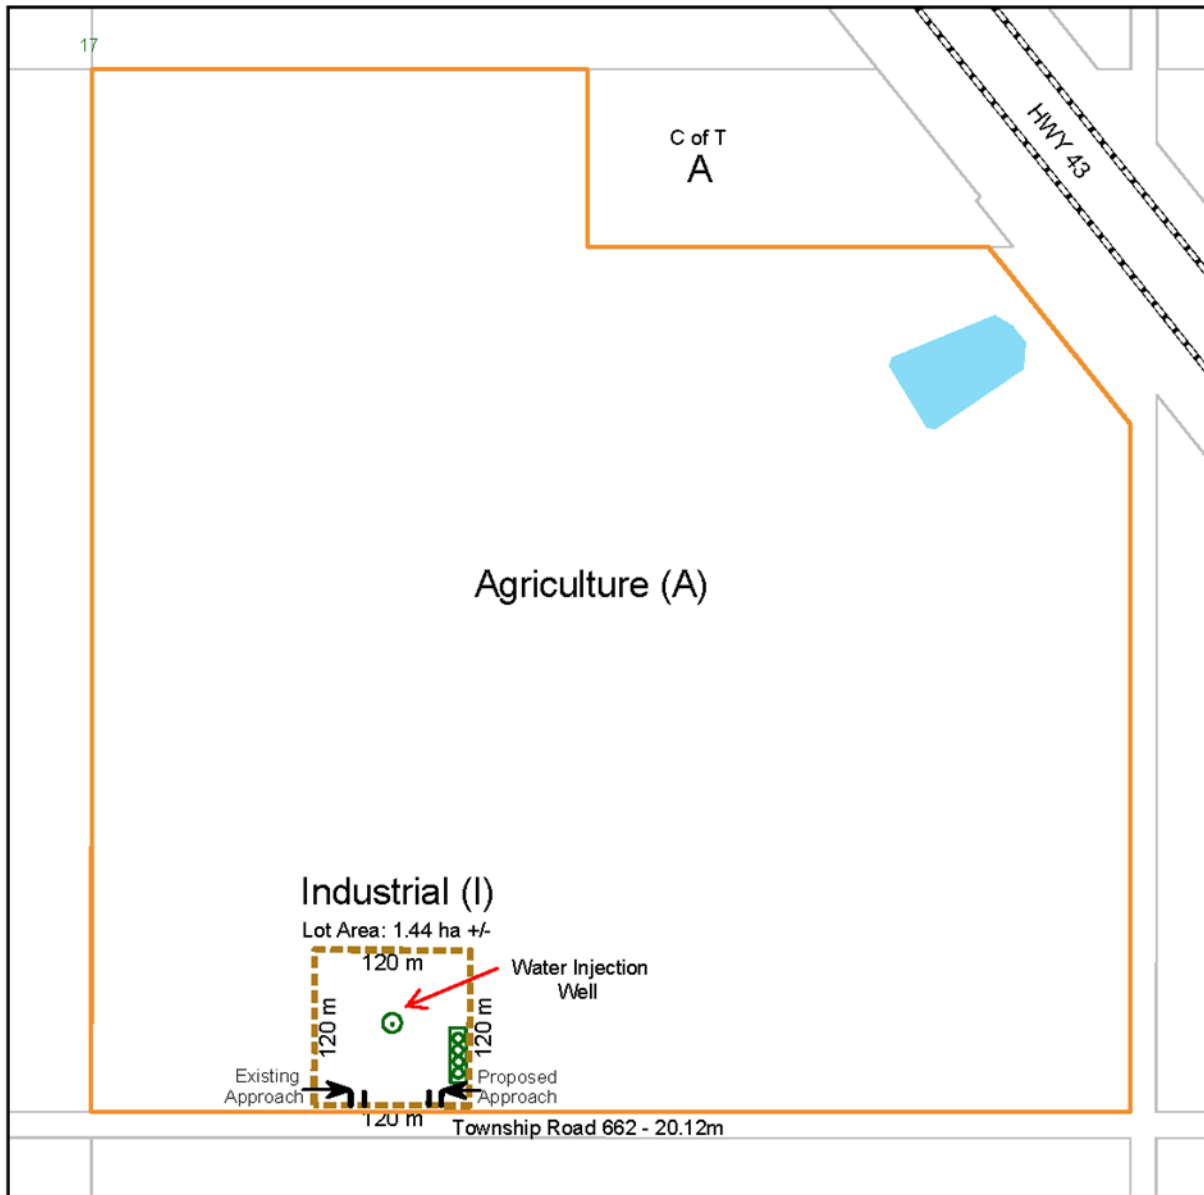 17
C of T
A
HWY 43
Agriculture (A)
Industrial (I)
Lot Area: 1.44 ha +/-
120 m
Water Injection
Well
120 m
120 m
Existing
Approach
Proposed
Approach
120 m
Township Road 662 - 20.12m